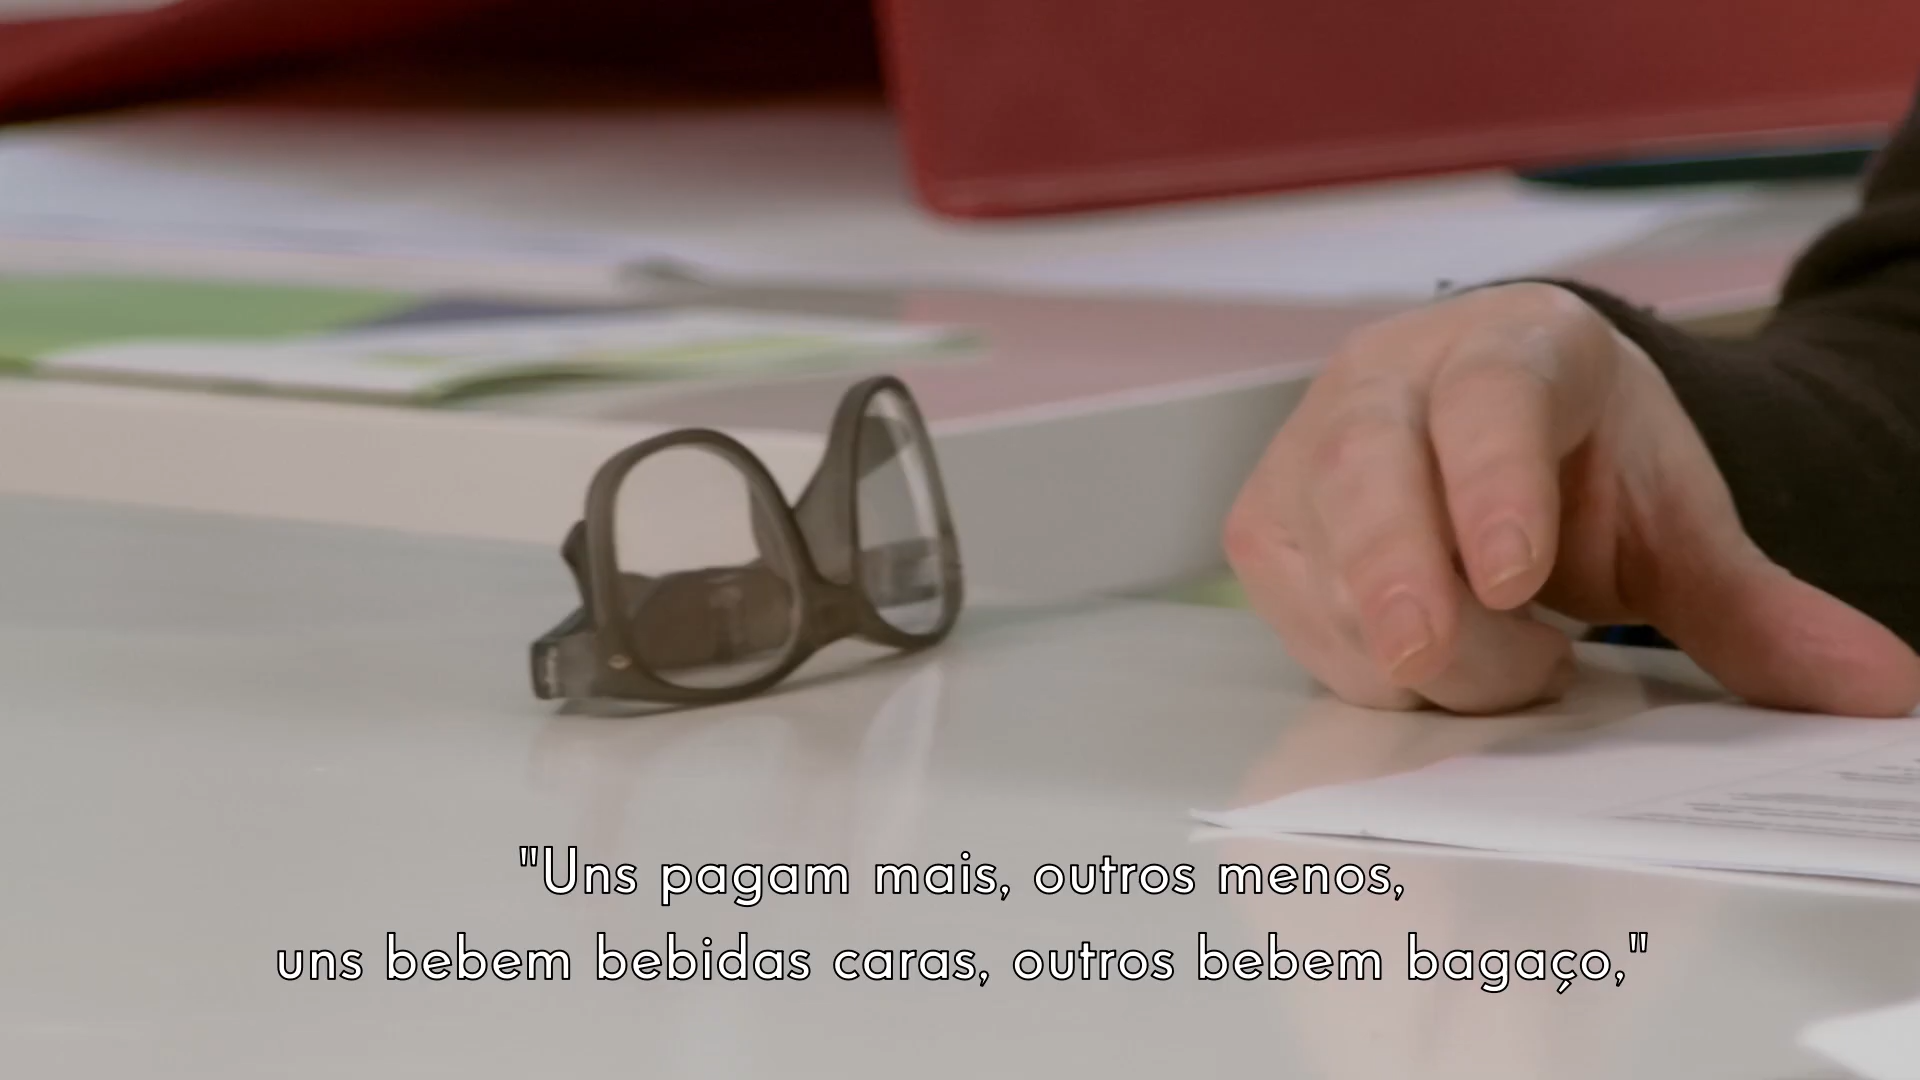 "Uns pagam mais, outros menos,
uns bebem bebidas caras, outros bebem bagaço,"